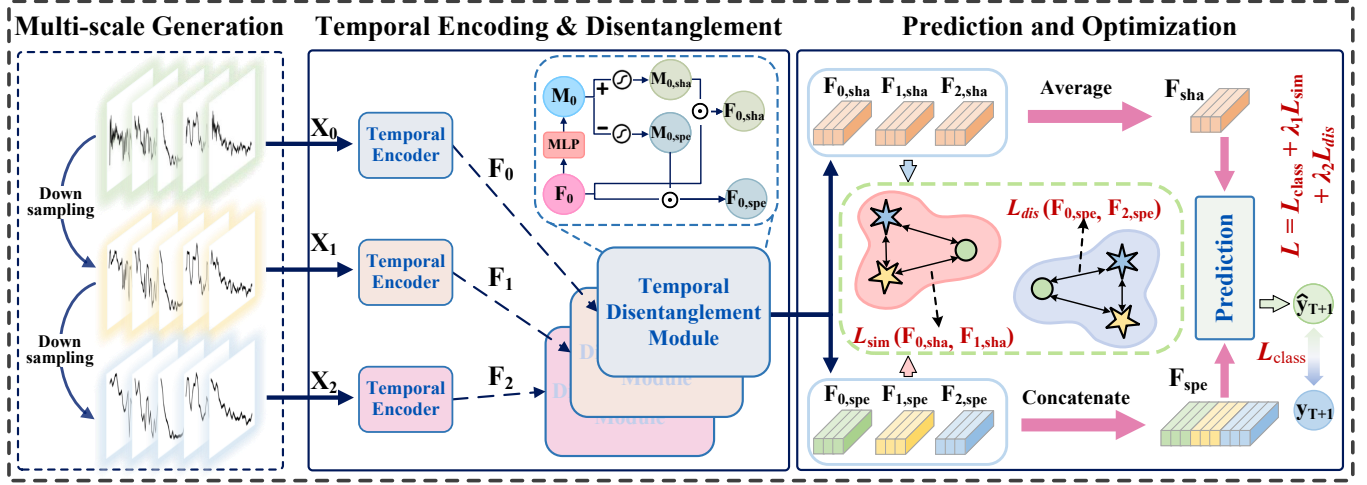 Multi-scale Generation
Down
sampling
Down
sampling
Temporal Encoding & Disentanglement
X0
Temporal
Encoder
F0
X1
Temporal
Encoder
F1
X2
Temporal
Encoder
F2
M0
+
−
M0,sha
M0,spe
F0,sha
MLP
F0
F0,spe
Temporal
Disentanglement
Module
Module
Prediction and Optimization
F0,sha F1,sha F2,sha
Average
Fsha
L = Lclass + λ1Lsim
+ λ2Ldis
Ldis (F0,spe, F2,spe)
Lsim (F0,sha, F1,sha)
Prediction
ŷT+1
Lclass
yT+1
F0,spe F1,spe F2,spe
Concatenate
Fspe